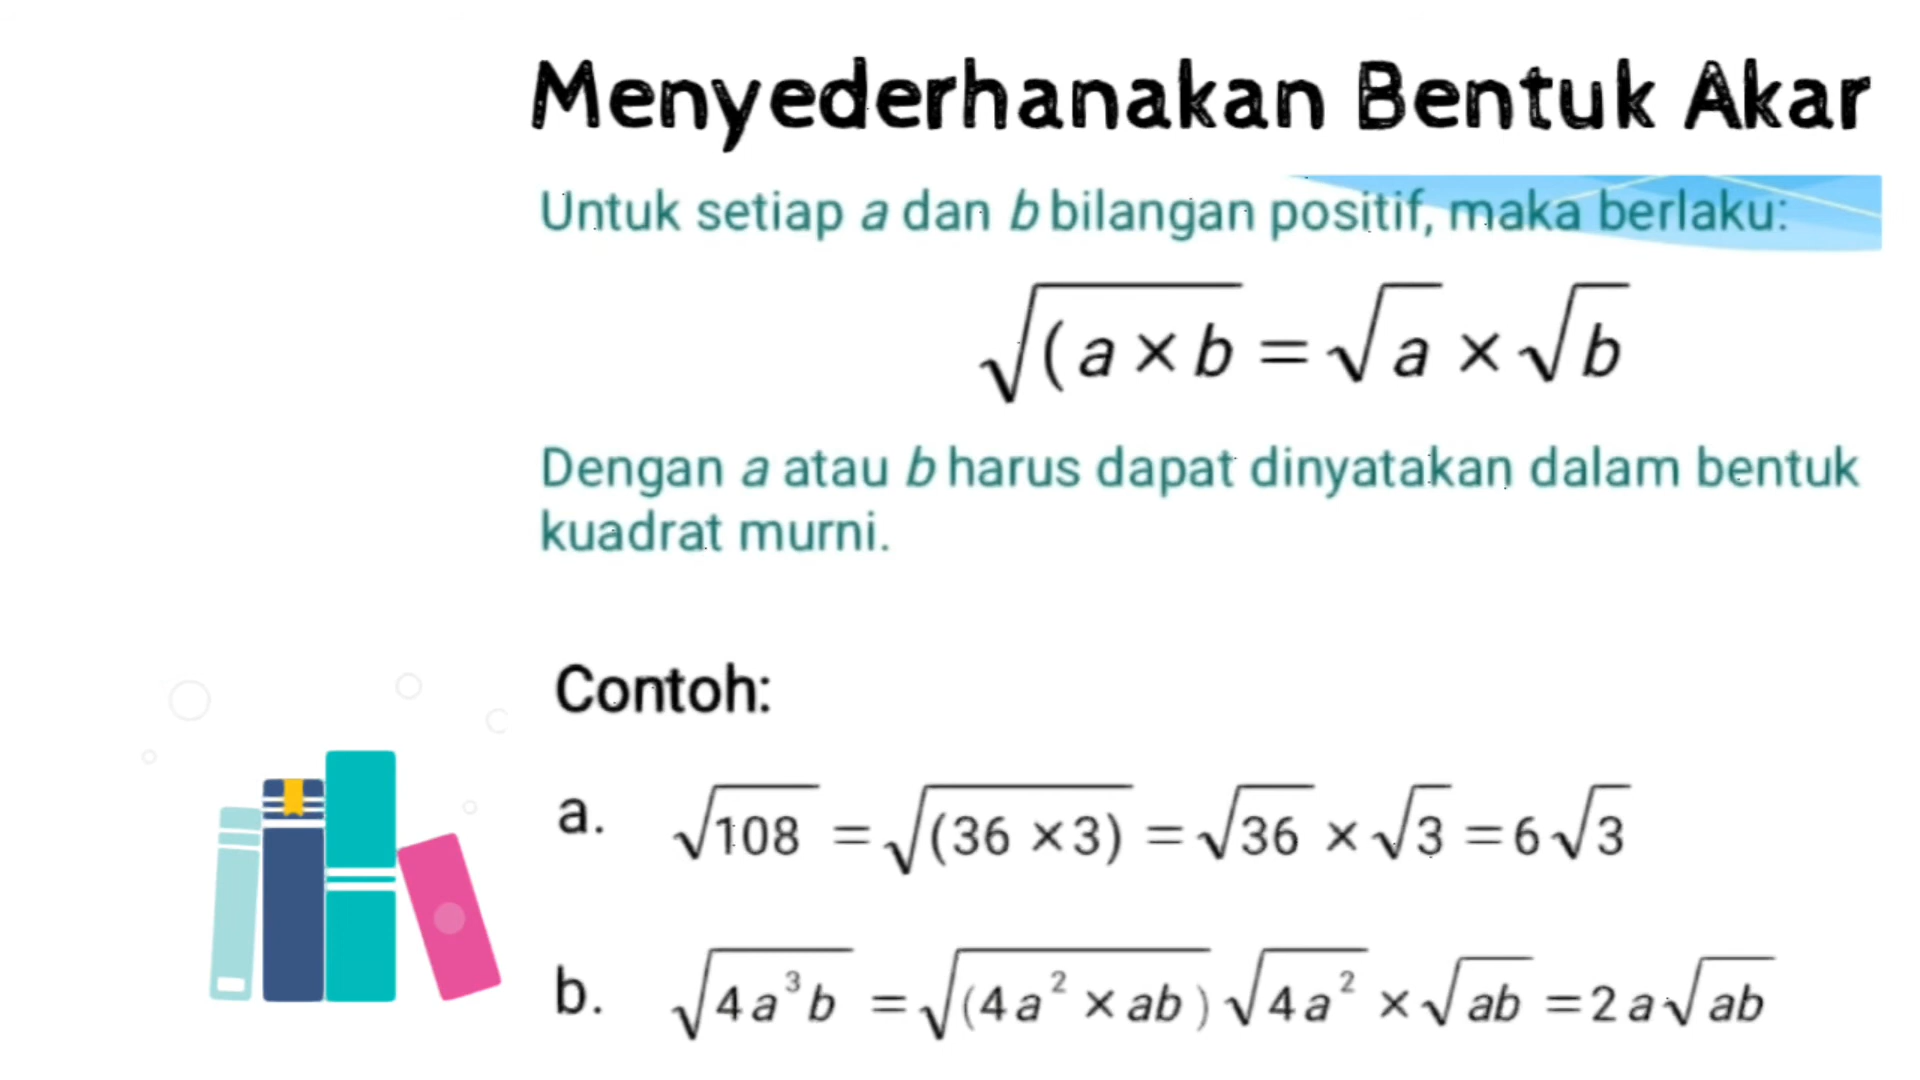 Menyederhanakan Bentuk Akar
Untuk setiap a dan b bilangan positif, maka berlaku:
√(a × b = √a × √b
Dengan a atau b harus dapat dinyatakan dalam bentuk
kuadrat murni.
Contoh:
a. √108 = √(36 × 3) = √36 × √3 = 6√3
b. √4a³b = √(4a² × ab) √4a² × √ab = 2a√ab